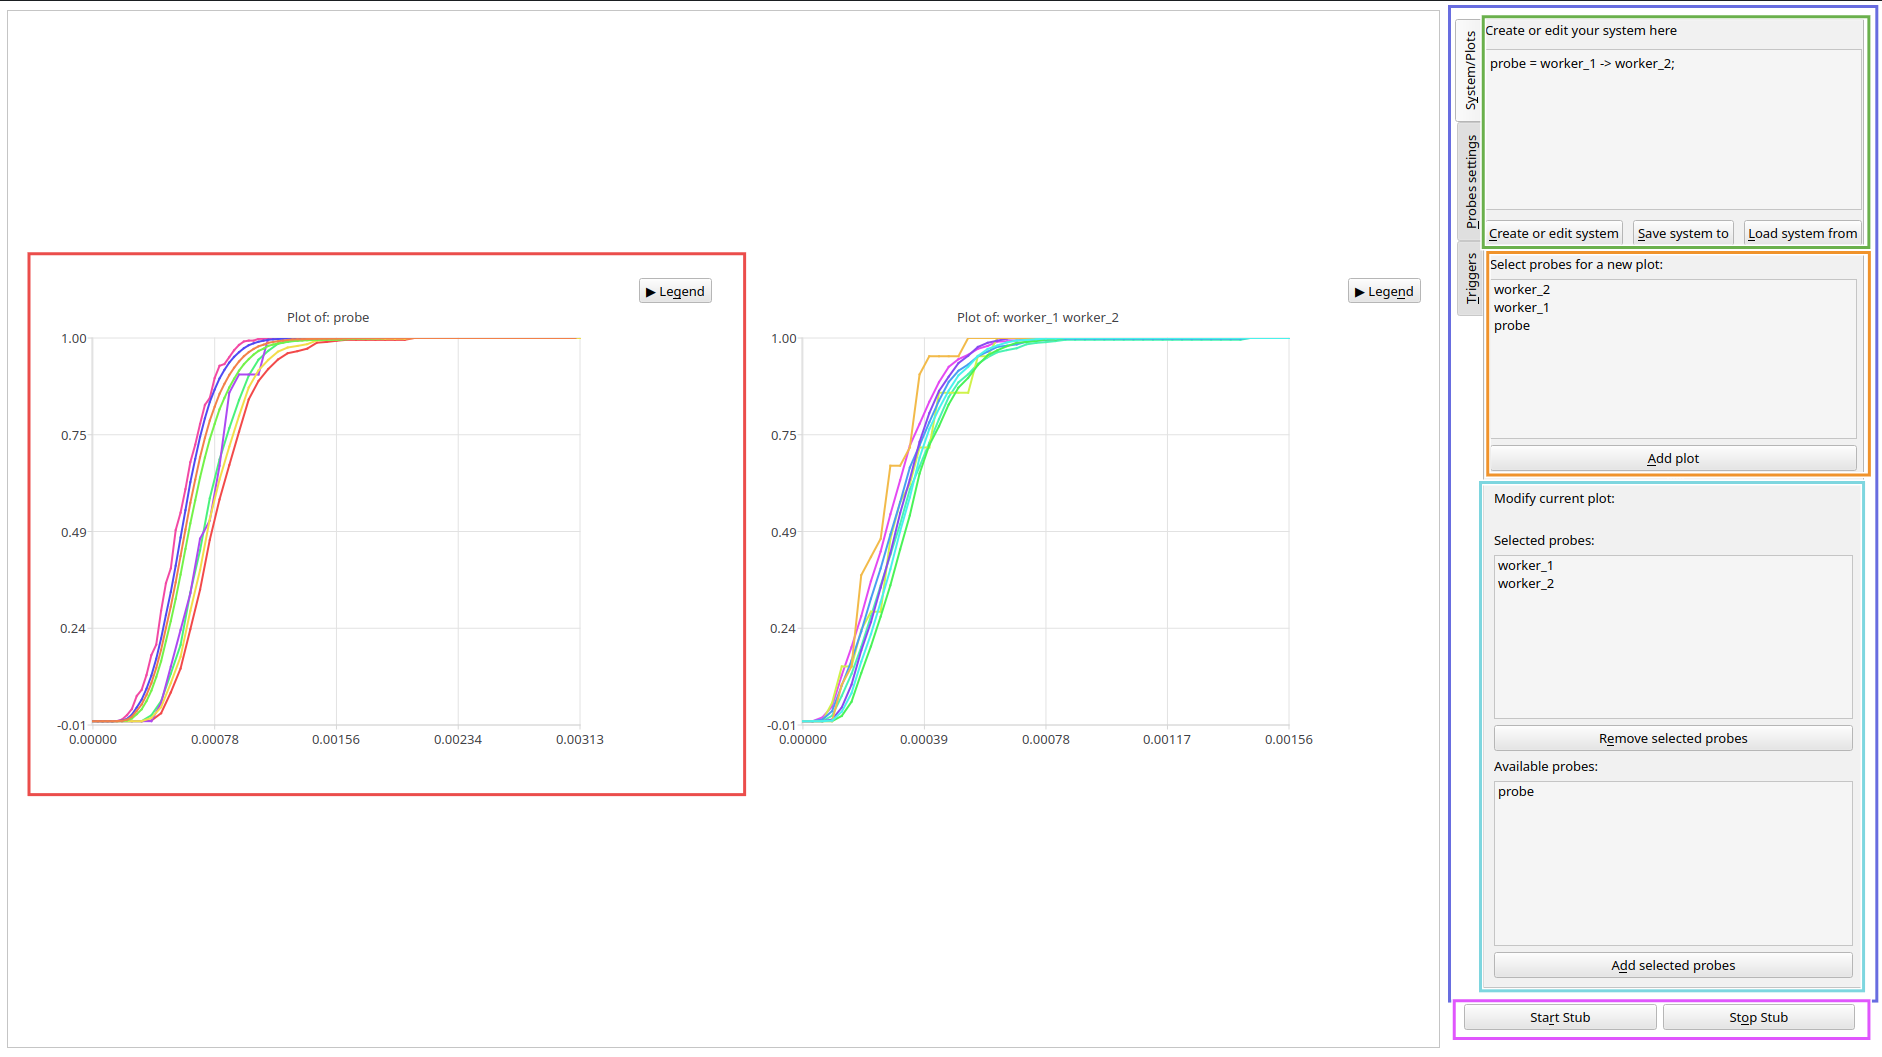 ▶ Legend
Plot of: probe
1.00
0.75
0.49
0.24
-0.01
0.00000 0.00078 0.00156 0.00234 0.00313
▶ Legend
Plot of: worker_1 worker_2
1.00
0.75
0.49
0.24
-0.01
0.00000 0.00039 0.00078 0.00117 0.00156
System/Plots
Probes settings
Triggers
Create or edit your system here
probe = worker_1 -> worker_2;
Create or edit system Save system to Load system from
Select probes for a new plot:
worker_2
worker_1
probe
Add plot
Modify current plot:
Selected probes:
worker_1
worker_2
Remove selected probes
Available probes:
probe
Add selected probes
Start Stub Stop Stub